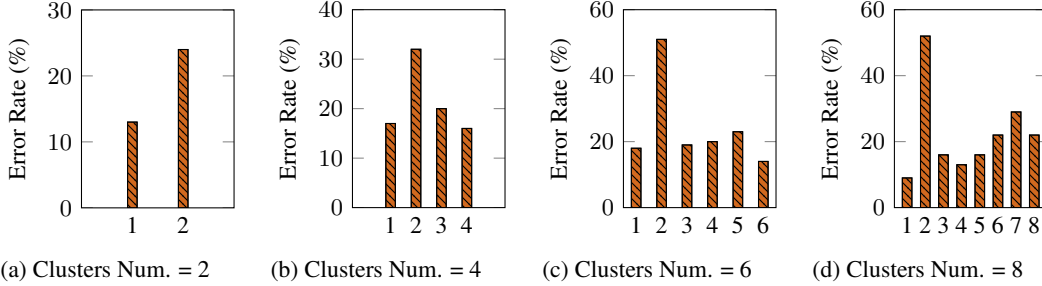 30
20
10
0
Error Rate (%)
1 2
(a) Clusters Num. = 2
40
30
20
10
0
Error Rate (%)
1 2 3 4
(b) Clusters Num. = 4
60
40
20
0
Error Rate (%)
1 2 3 4 5 6
(c) Clusters Num. = 6
60
40
20
0
Error Rate (%)
1 2 3 4 5 6 7 8
(d) Clusters Num. = 8